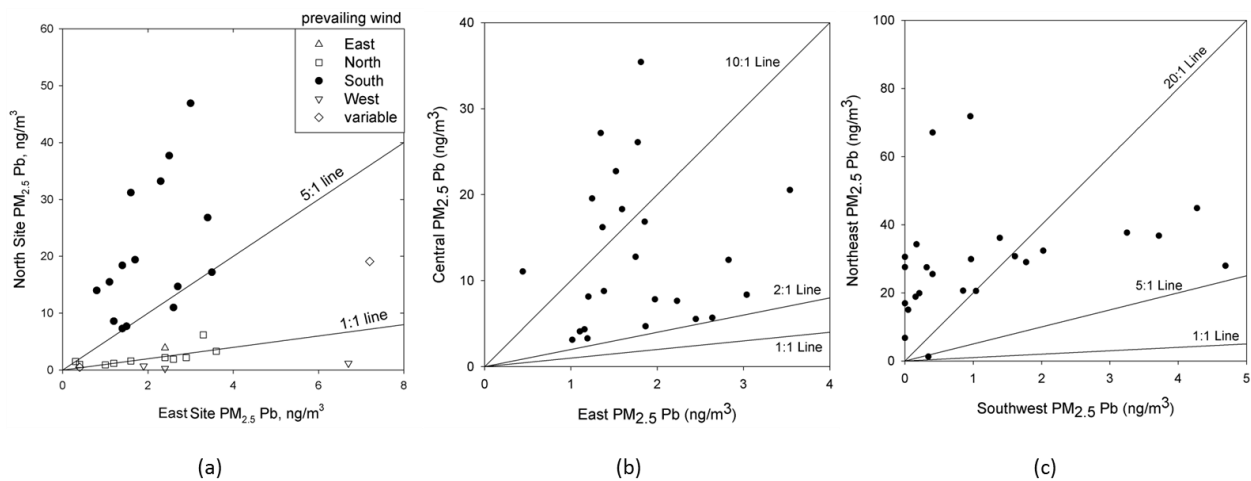 prevailing wind
East
North
South
West
variable
60
50
40
30
20
10
0
North Site PM2.5 Pb, ng/m3
5:1 line
1:1 line
0 2 4 6 8
East Site PM2.5 Pb, ng/m3
(a)
40
30
20
10
0
Central PM2.5 Pb (ng/m3)
10:1 Line
2:1 Line
1:1 Line
0 1 2 3 4
East PM2.5 Pb (ng/m3)
(b)
100
80
60
40
20
0
Northeast PM2.5 Pb (ng/m3)
20:1 Line
5:1 Line
1:1 Line
0 1 2 3 4 5
Southwest PM2.5 Pb (ng/m3)
(c)